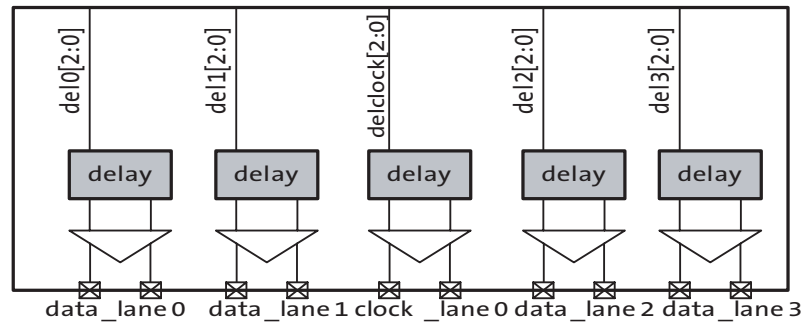 del0[2:0]
del1[2:0]
delclock[2:0]
del2[2:0]
del3[2:0]
delay
delay
delay
delay
delay
data_lane0 data_lane1 clock _lane0 data_lane2 data_lane3